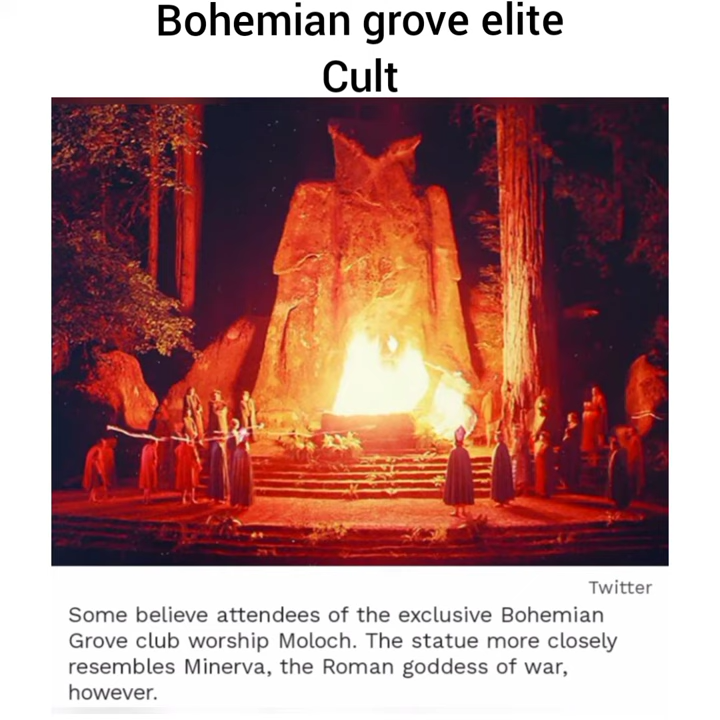 Bohemian grove elite
Cult
Twitter
Some believe attendees of the exclusive Bohemian
Grove club worship Moloch. The statue more closely
resembles Minerva, the Roman goddess of war,
however.